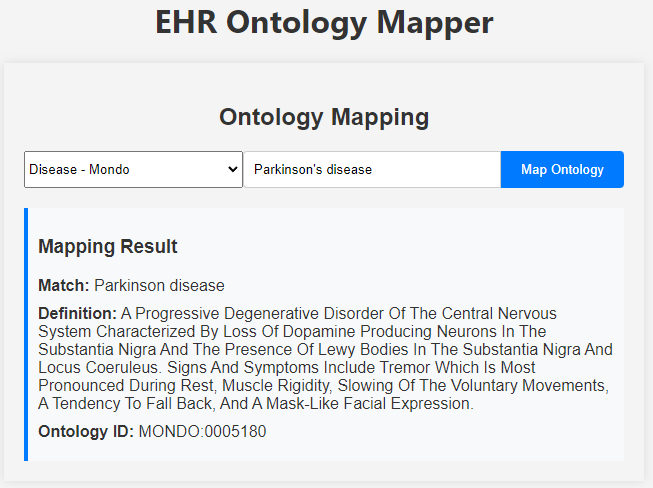 EHR Ontology Mapper
Ontology Mapping
Disease - Mondo
Parkinson's disease
Map Ontology
Mapping Result
Match: Parkinson disease
Definition: A Progressive Degenerative Disorder Of The Central Nervous
System Characterized By Loss Of Dopamine Producing Neurons In The
Substantia Nigra And The Presence Of Lewy Bodies In The Substantia Nigra And
Locus Coeruleus. Signs And Symptoms Include Tremor Which Is Most
Pronounced During Rest, Muscle Rigidity, Slowing Of The Voluntary Movements,
A Tendency To Fall Back, And A Mask-Like Facial Expression.
Ontology ID: MONDO:0005180